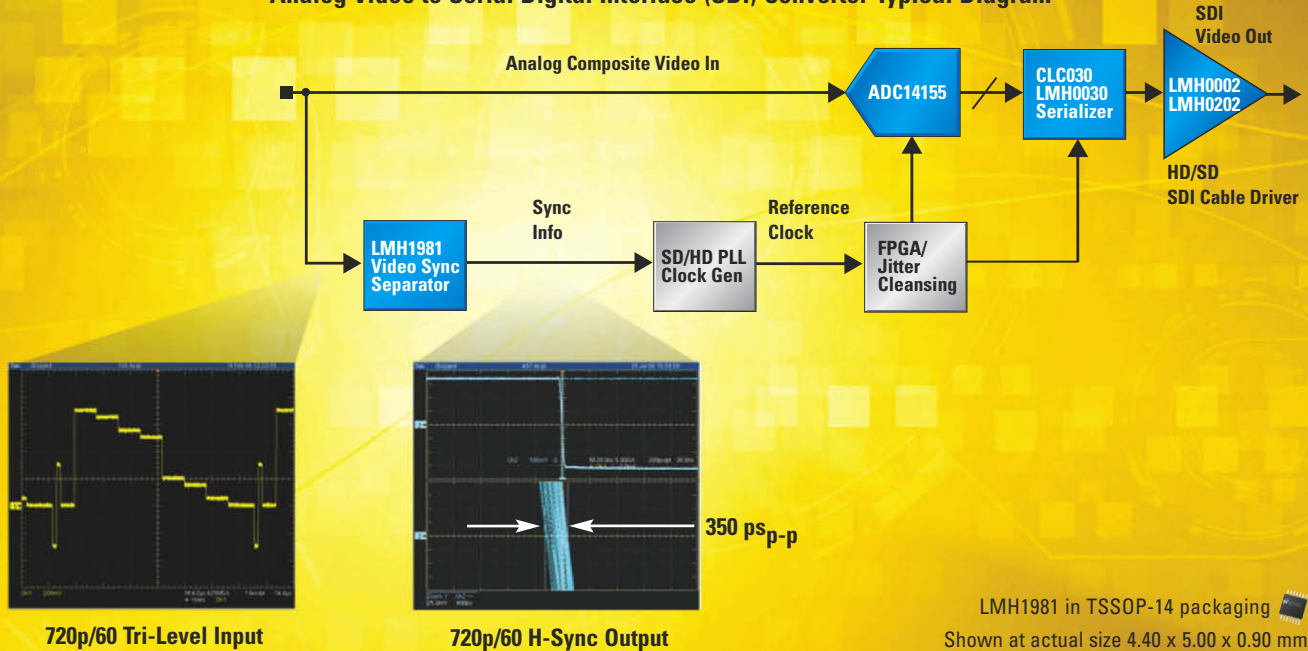 Analog Video to Serial Digital Interface (SDI) Converter Typical Diagram
SDI
Video Out
Analog Composite Video In
ADC14155
CLC030
LMH0030
Serializer
LMH0002
LMH0202
HD/SD
SDI Cable Driver
Sync
Info
Reference
Clock
LMH1981
Video Sync
Separator
SD/HD PLL
Clock Gen
FPGA/
Jitter
Cleansing
350 psp-p
720p/60 Tri-Level Input
720p/60 H-Sync Output
LMH1981 in TSSOP-14 packaging
Shown at actual size 4.40 x 5.00 x 0.90 mm